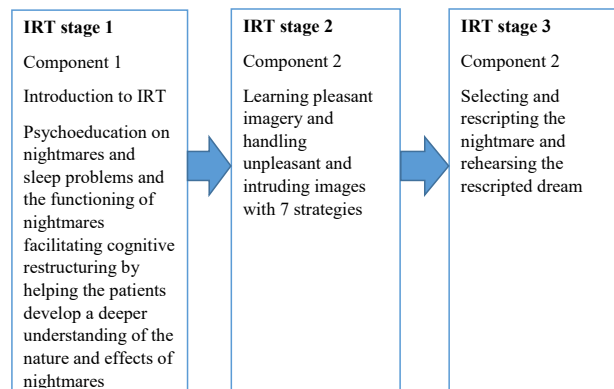 IRT stage 1
Component 1
Introduction to IRT
Psychoeducation on
nightmares and
sleep problems and
the functioning of
nightmares
facilitating cognitive
restructuring by
helping the patients
develop a deeper
understanding of the
nature and effects of
nightmares
IRT stage 2
Component 2
Learning pleasant
imagery and
handling
unpleasant and
intruding images
with 7 strategies
IRT stage 3
Component 2
Selecting and
rescripting the
nightmare and
rehearsing the
rescripted dream